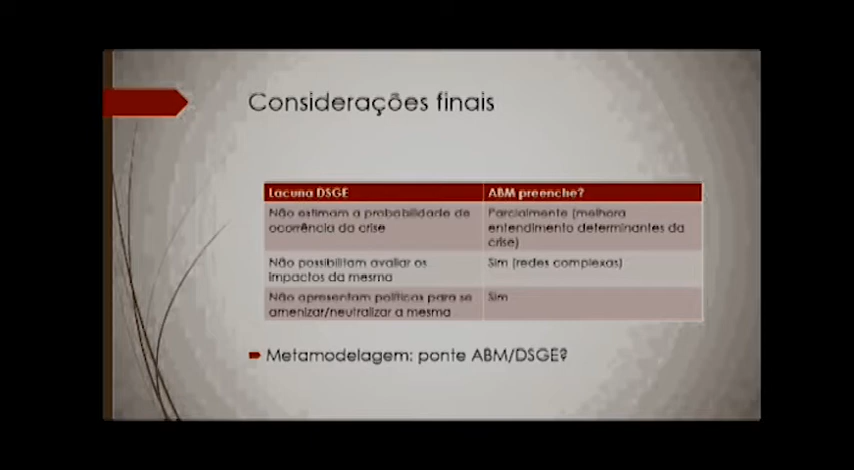 Considerações finais
Lacuna DSGE
ABM preenche?
Não estimam a probabilidade de
ocorrência da crise
Parcialmente (melhora
entendimento determinantes da
crise)
Não possibilitam avaliar os
impactos da mesma
Sim (redes complexas)
Não apresentam políticas para se
amenizar/neutralizar a mesma
Sim
Metamodelagem: ponte ABM/DSGE?